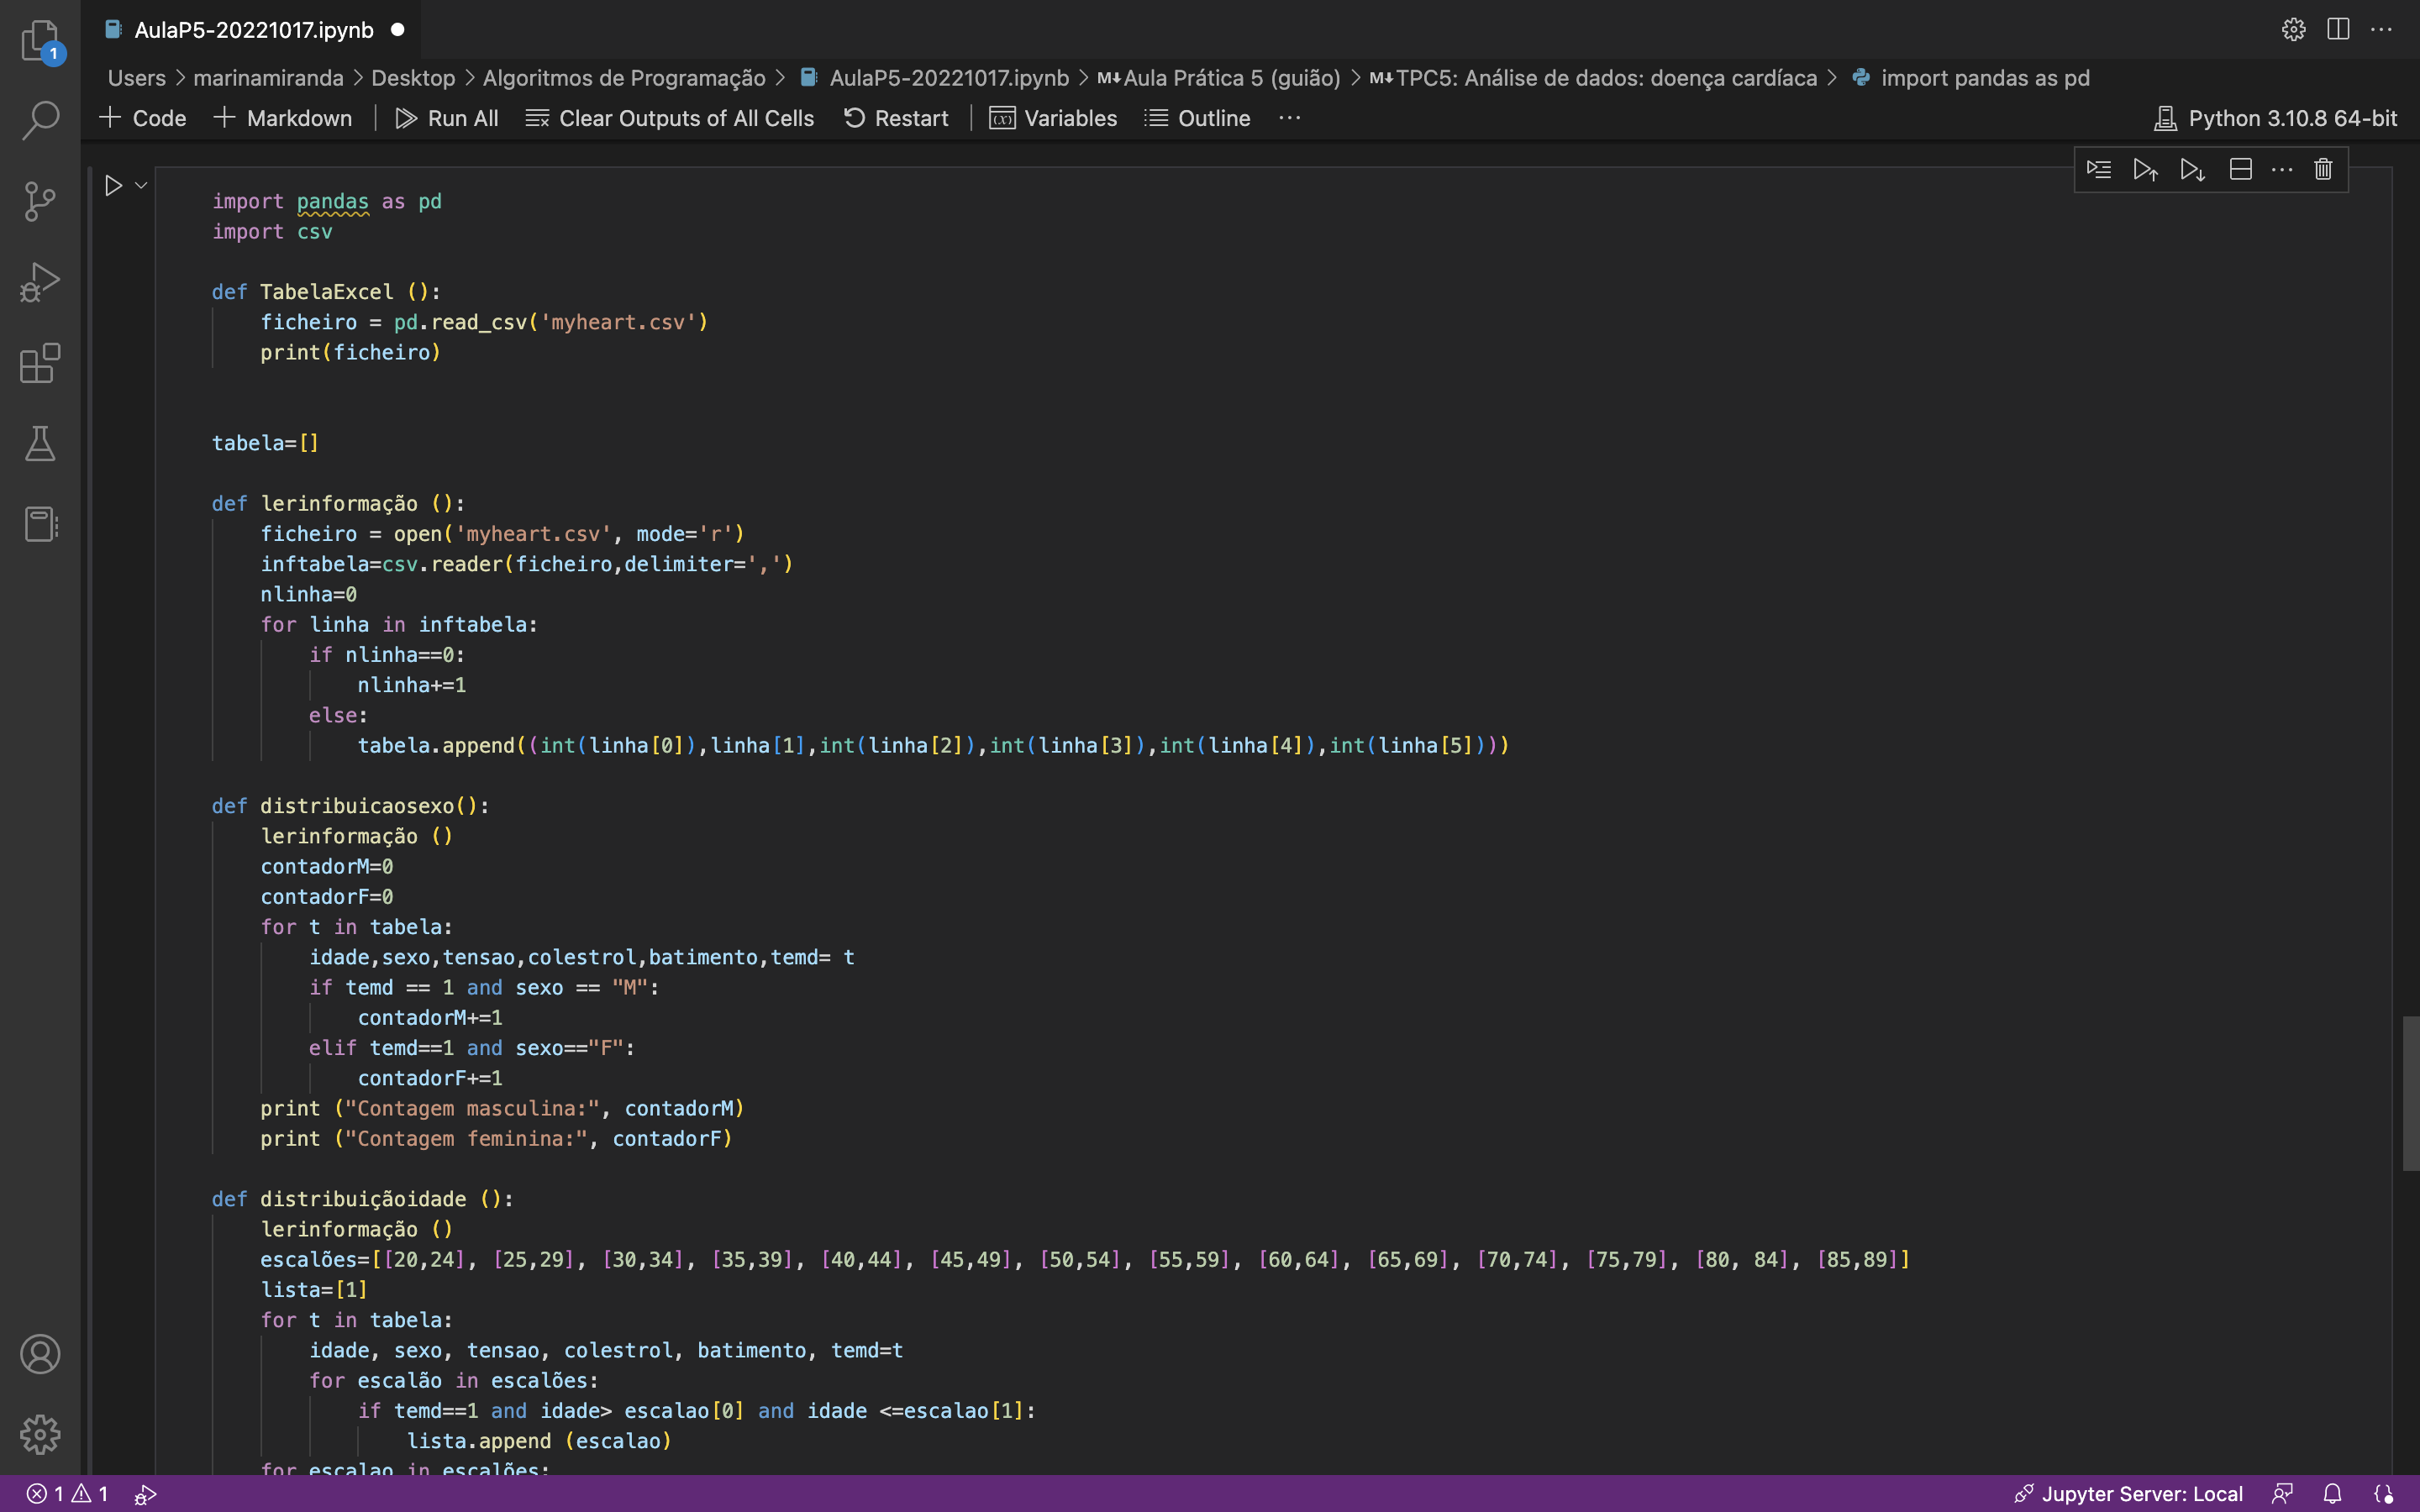 AulaP5-20221017.ipynb
Users > marinamiranda > Desktop > Algoritmos de Programação > AulaP5-20221017.ipynb > M↓Aula Prática 5 (guião) > M↓TPC5: Análise de dados: doença cardíaca > import pandas as pd
+ Code + Markdown | Run All Clear Outputs of All Cells Restart | Variables Outline ··· Python 3.10.8 64-bit
1
import pandas as pd
import csv
def TabelaExcel ():
    ficheiro = pd.read_csv('myheart.csv')
    print(ficheiro)
tabela=[]
def lerinformação ():
    ficheiro = open('myheart.csv', mode='r')
    inftabela=csv.reader(ficheiro,delimiter=',')
    nlinha=0
    for linha in inftabela:
        if nlinha==0:
            nlinha+=1
        else:
            tabela.append((int(linha[0]),linha[1],int(linha[2]),int(linha[3]),int(linha[4]),int(linha[5])))
def distribuicaosexo():
    lerinformação ()
    contadorM=0
    contadorF=0
    for t in tabela:
        idade,sexo,tensao,colestrol,batimento,temd= t
        if temd == 1 and sexo == "M":
            contadorM+=1
        elif temd==1 and sexo=="F":
            contadorF+=1
    print ("Contagem masculina:", contadorM)
    print ("Contagem feminina:", contadorF)
def distribuiçãoidade ():
    lerinformação ()
    escalões=[[20,24], [25,29], [30,34], [35,39], [40,44], [45,49], [50,54], [55,59], [60,64], [65,69], [70,74], [75,79], [80, 84], [85,89]]
    lista=[1]
    for t in tabela:
        idade, sexo, tensao, colestrol, batimento, temd=t
        for escalão in escalões:
            if temd==1 and idade> escalao[0] and idade <=escalao[1]:
                lista.append (escalao)
    for escalao in escalões:
1 1 Jupyter Server: Local